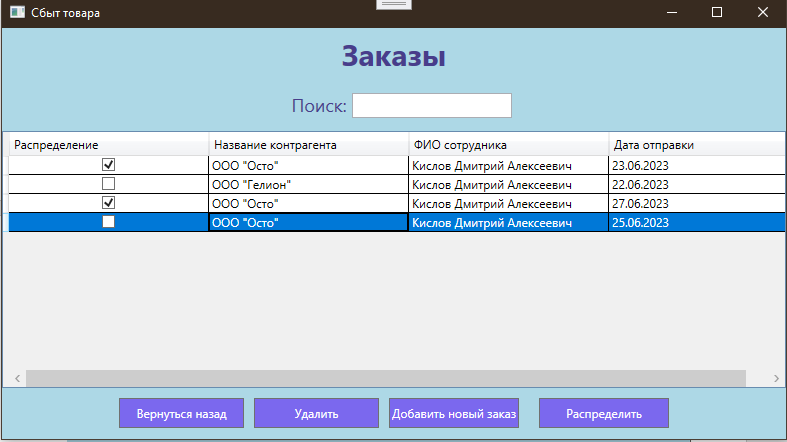 Сбыт товара
Заказы
Поиск:
Распределение Название контрагента ФИО сотрудника Дата отправки
ООО "Осто" Кислов Дмитрий Алексеевич 23.06.2023
ООО "Гелион" Кислов Дмитрий Алексеевич 22.06.2023
ООО "Осто" Кислов Дмитрий Алексеевич 27.06.2023
ООО "Осто" Кислов Дмитрий Алексеевич 25.06.2023
Вернуться назад Удалить Добавить новый заказ Распределить